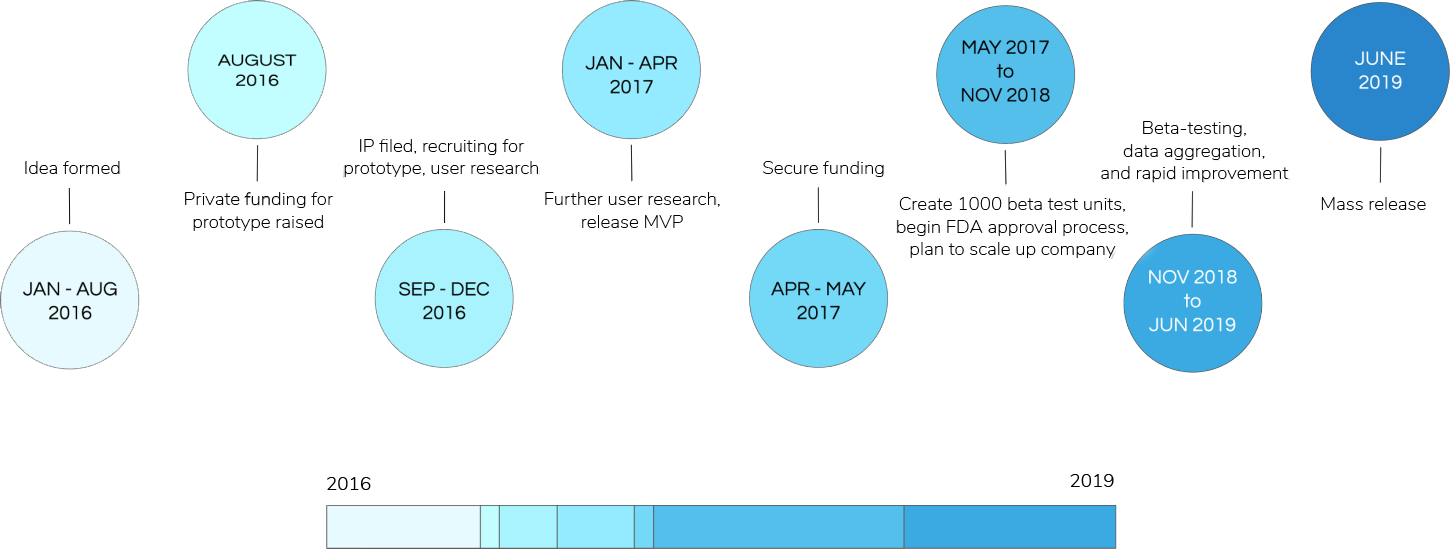 Idea formed
JAN - AUG
2016
AUGUST
2016
Private funding for
prototype raised
IP filed, recruiting for
prototype, user research
SEP - DEC
2016
JAN - APR
2017
Further user research,
release MVP
Secure funding
APR - MAY
2017
MAY 2017
to
NOV 2018
Create 1000 beta test units,
begin FDA approval process,
plan to scale up company
Beta-testing,
data aggregation,
and rapid improvement
NOV 2018
to
JUN 2019
JUNE
2019
Mass release
2016
2019